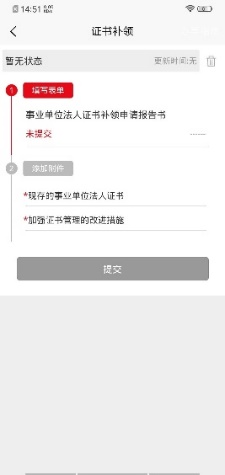 14:51
证书补领
暂无状态 更新时间:无
1 填写表单
事业单位法人证书补领申请报告书
未提交 ------
2 添加附件
*现存的事业单位法人证书
*加强证书管理的改进措施
提交